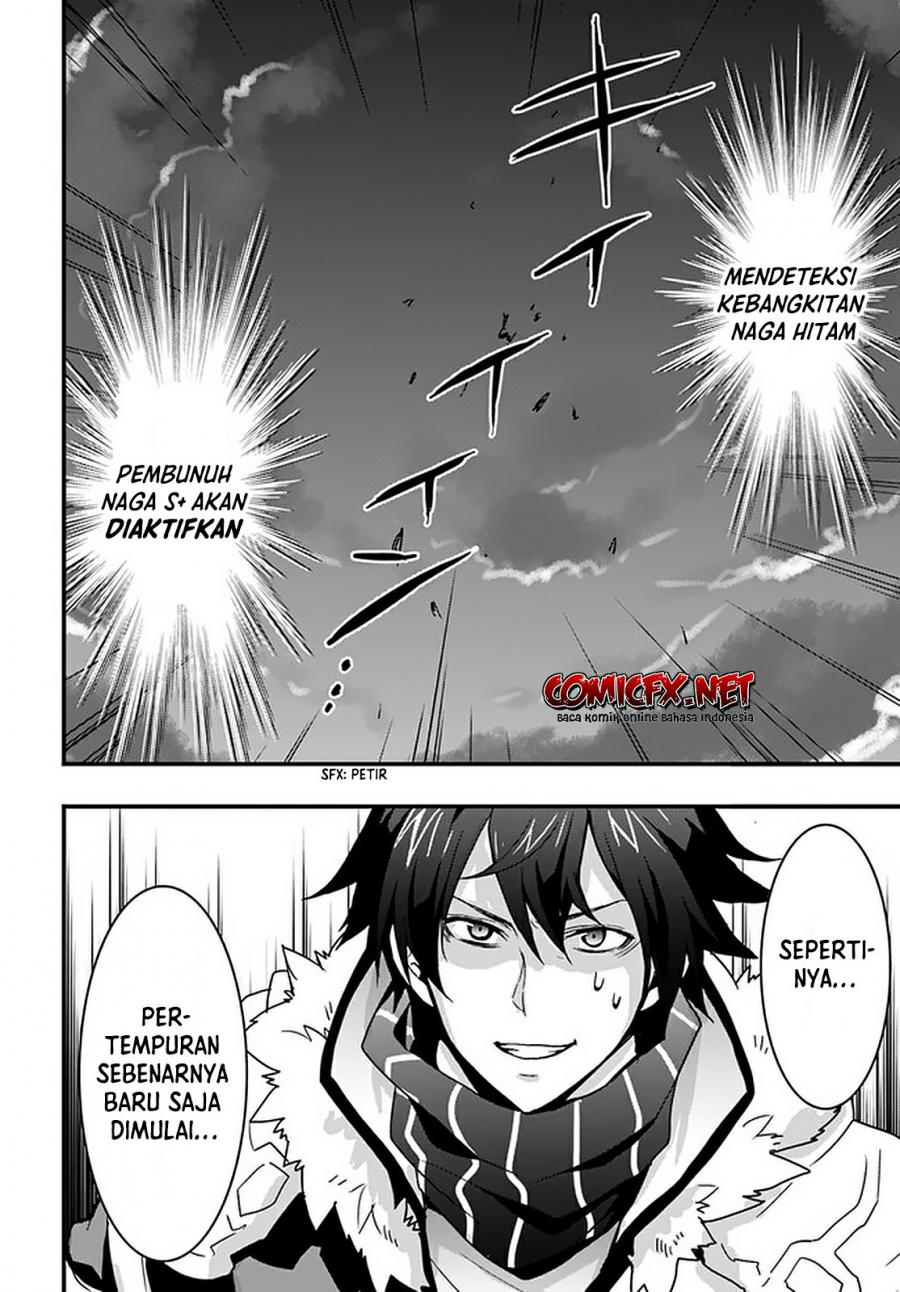 MENDETEKSI
KEBANGKITAN
NAGA HITAM
キィィィィン...
PEMBUNUH
NAGA S+ AKAN
DIAKTIFKAN
COMICFX.NET
Baca komik online Bahasa Indonesia
SFX: PETIR
SEPERTI-
NYA...
PER-
TEMPURAN
SEBENARNYA
BARU SAJA
DIMULAI...